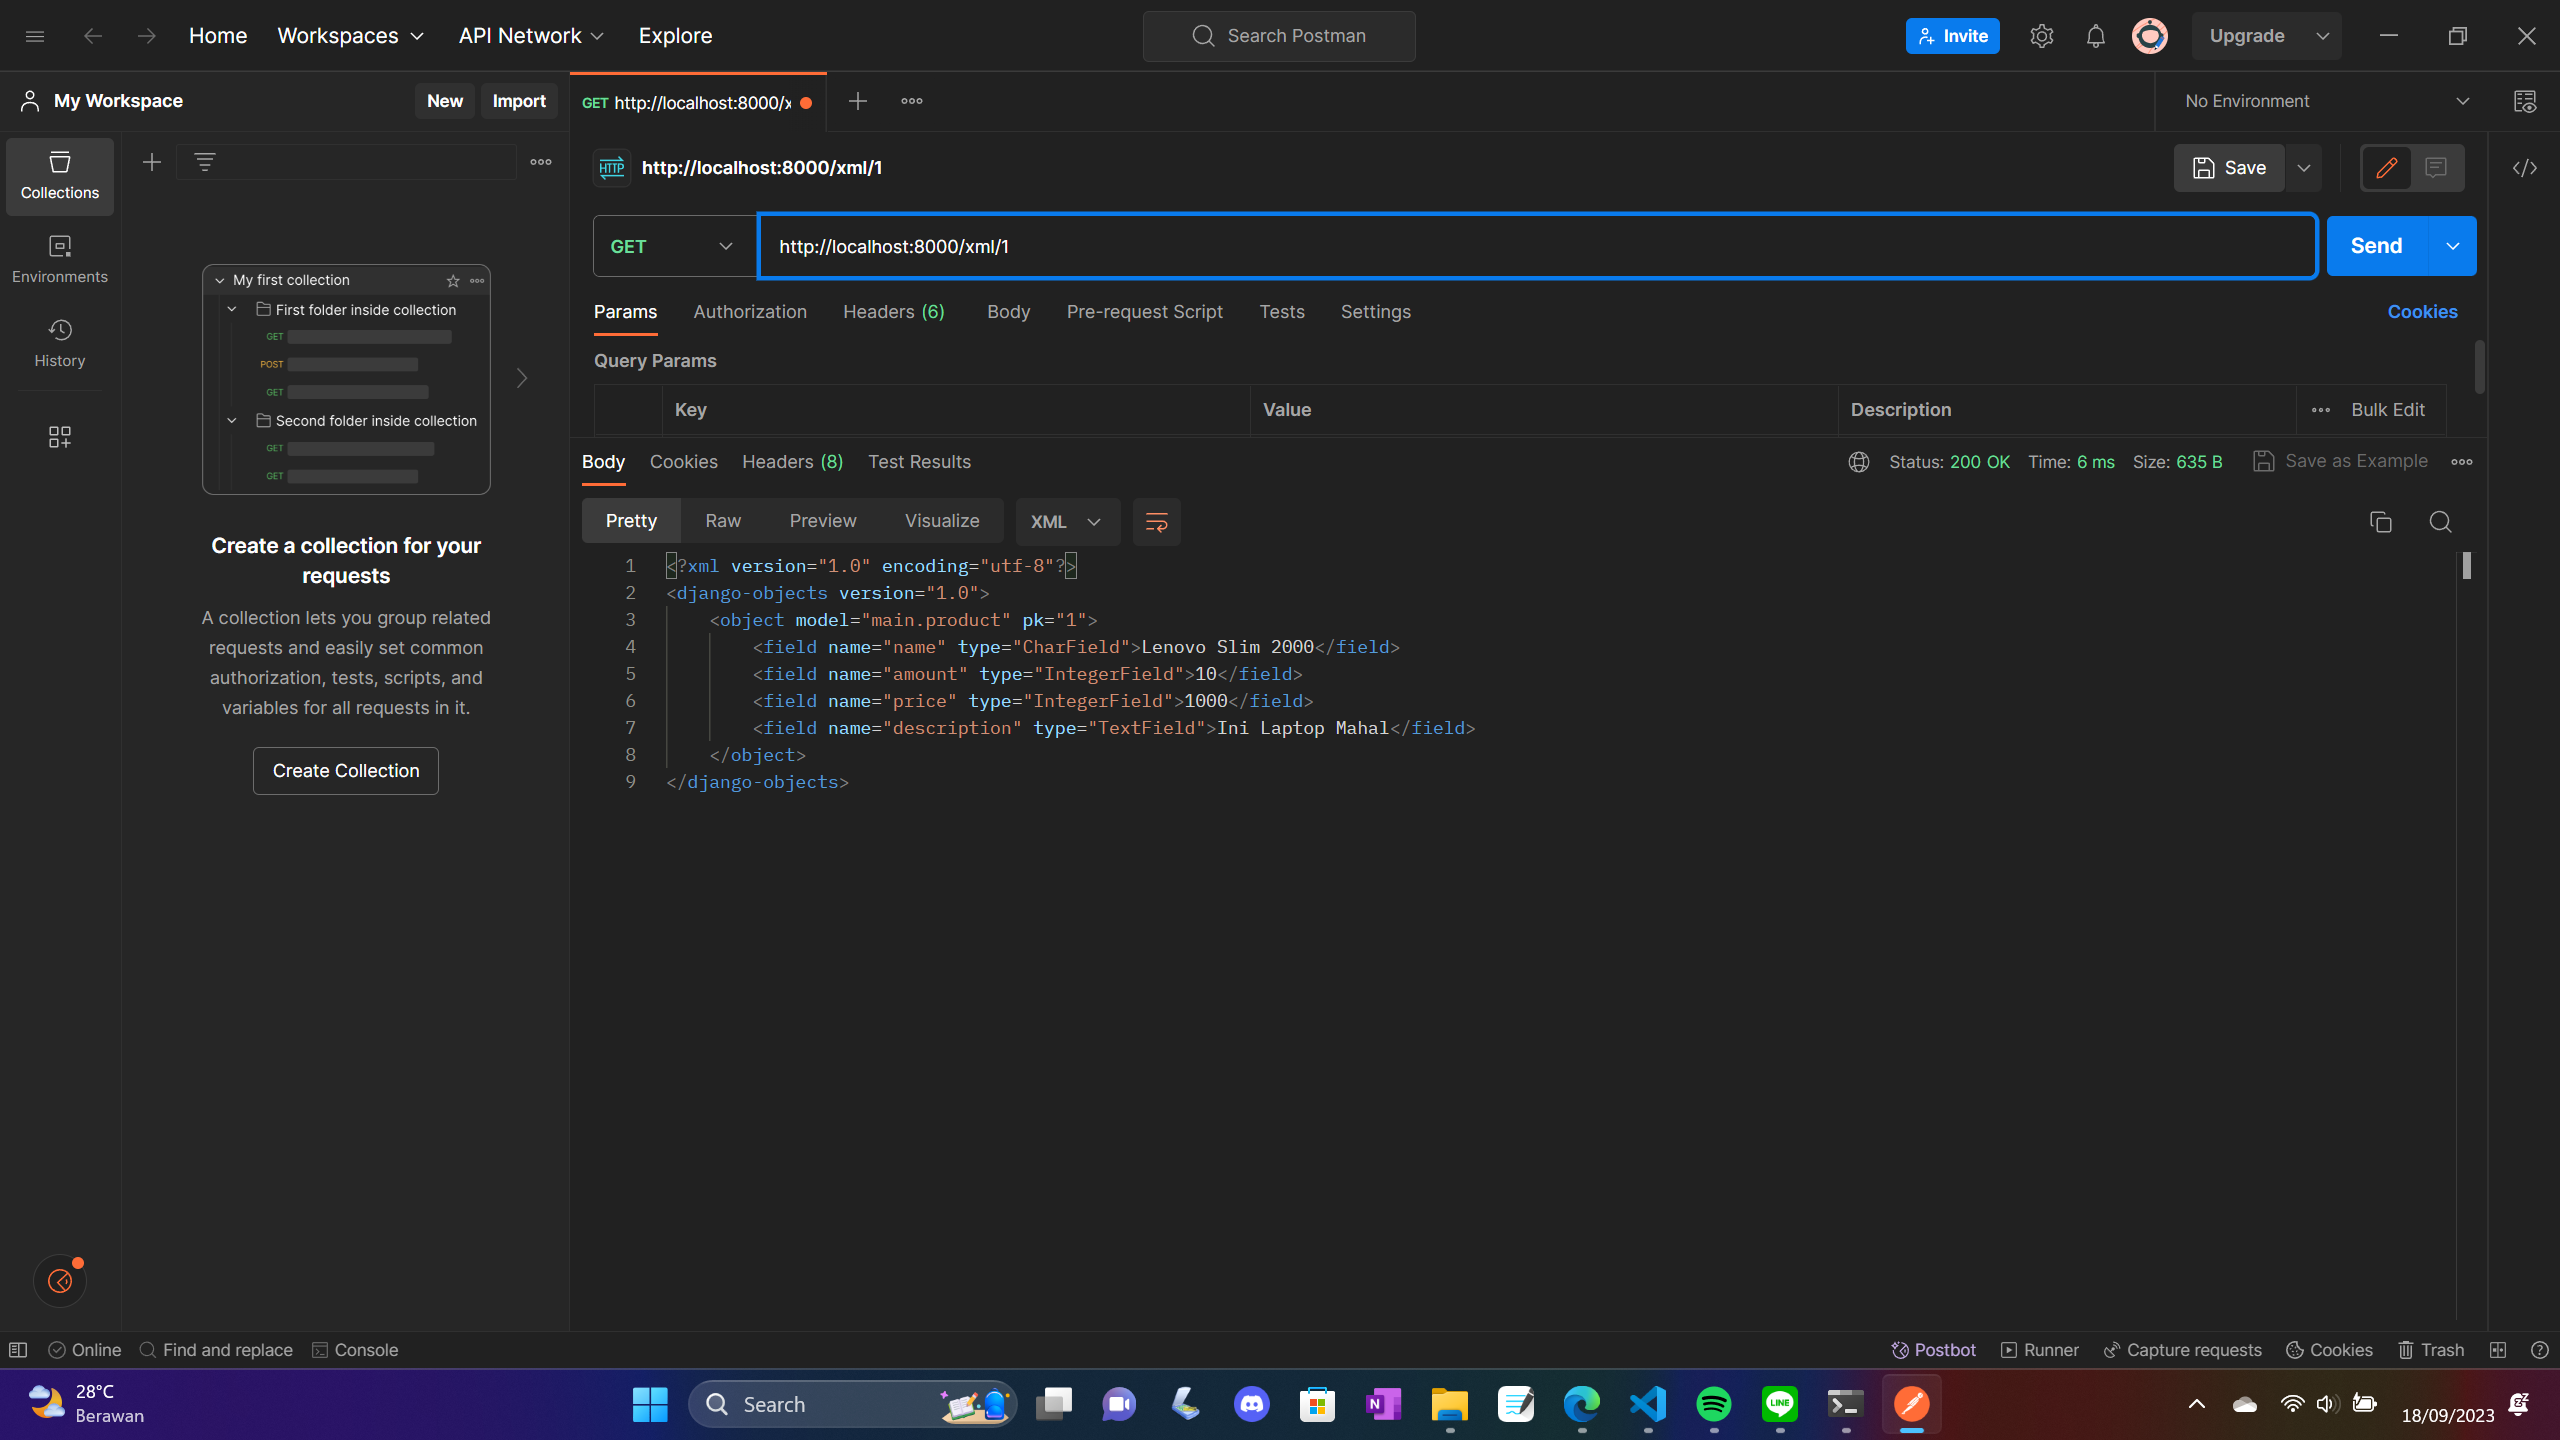 Home Workspaces API Network Explore Search Postman Invite Upgrade
My Workspace New Import GET http://localhost:8000/x No Environment
Collections
Environments
History
My first collection
First folder inside collection
GET
POST
GET
Second folder inside collection
GET
GET
Create a collection for your
requests
A collection lets you group related
requests and easily set common
authorization, tests, scripts, and
variables for all requests in it.
Create Collection
HTTP http://localhost:8000/xml/1 Save
GET http://localhost:8000/xml/1 Send
Params Authorization Headers (6) Body Pre-request Script Tests Settings Cookies
Query Params
Key Value Description Bulk Edit
Body Cookies Headers (8) Test Results Status: 200 OK Time: 6 ms Size: 635 B Save as Example
Pretty Raw Preview Visualize XML
1 <?xml version="1.0" encoding="utf-8"?>
2 <django-objects version="1.0">
3 <object model="main.product" pk="1">
4 <field name="name" type="CharField">Lenovo Slim 2000</field>
5 <field name="amount" type="IntegerField">10</field>
6 <field name="price" type="IntegerField">1000</field>
7 <field name="description" type="TextField">Ini Laptop Mahal</field>
8 </object>
9 </django-objects>
Online Find and replace Console Postbot Runner Capture requests Cookies Trash
28°C
Berawan
Search
N
LINE
18/09/2023